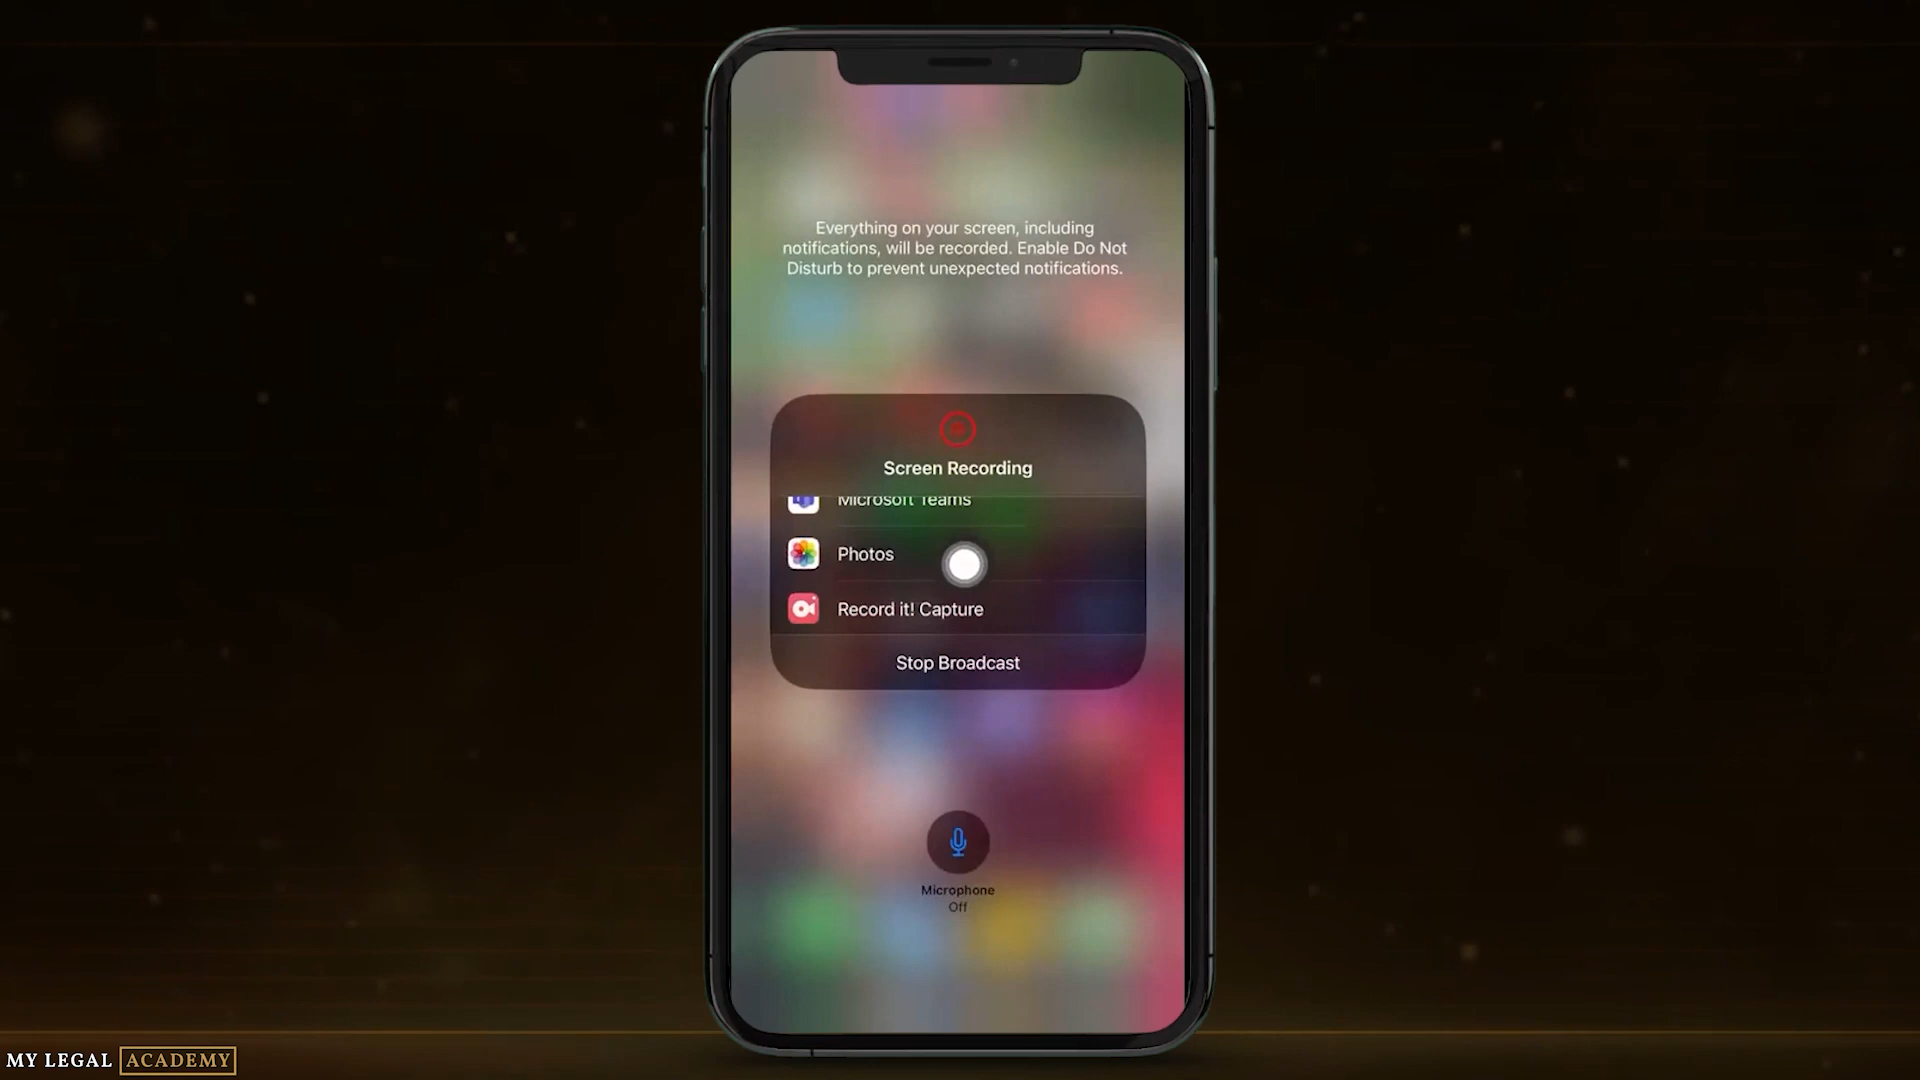 Everything on your screen, including
notifications, will be recorded. Enable Do Not
Disturb to prevent unexpected notifications.
Screen Recording
Microsoft Teams
Photos
Record it! Capture
Stop Broadcast
Microphone
Off
MY LEGAL ACADEMY